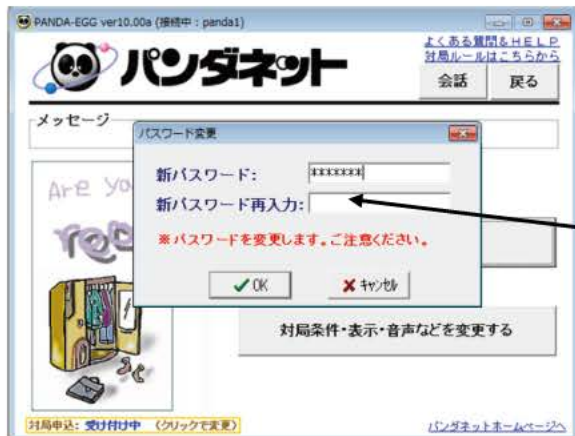 PANDA-EGG ver10.00a (接続中 : panda1)
パンダネット
よくある質問&HELP
対局ルールはこちらから
会話
戻る
メッセージ
パスワード変更
新パスワード:
*******
新パスワード再入力:
※パスワードを変更します。ご注意ください。
OK
キャンセル
Are yo
対局条件・表示・音声などを変更する
対局申込: 受け付け中 (クリックで変更)
パンダネットホームページへ